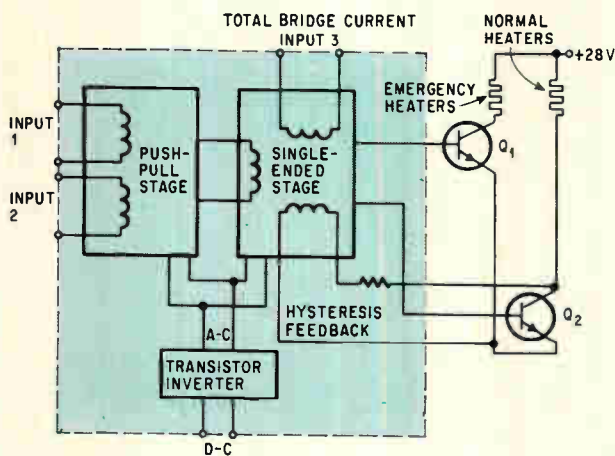 TOTAL BRIDGE CURRENT
INPUT 3
NORMAL
HEATERS
+28V
EMERGENCY
HEATERS
INPUT
1
PUSH-
PULL
STAGE
SINGLE-
ENDED
STAGE
Q1
INPUT
2
HYSTERESIS
FEEDBACK
Q2
A-C
TRANSISTOR
INVERTER
D-C